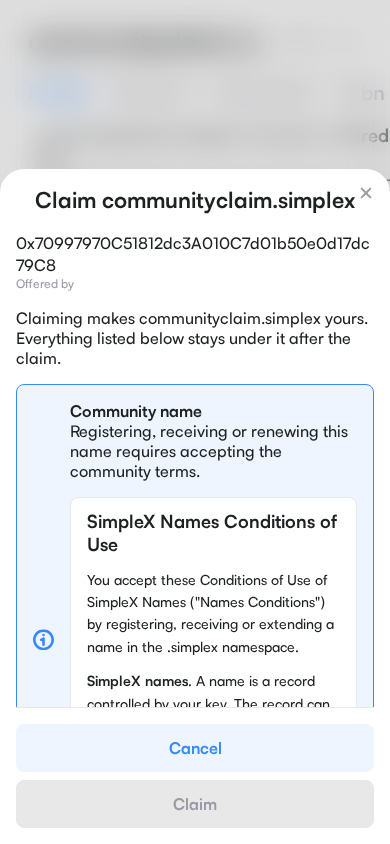 Claim communityclaim.simplex
0x70997970C51812dc3A010C7d01b50e0d17dc
79C8
Offered by
Claiming makes communityclaim.simplex yours.
Everything listed below stays under it after the
claim.
Community name
Registering, receiving or renewing this
name requires accepting the
community terms.
SimpleX Names Conditions of
Use
You accept these Conditions of Use of
SimpleX Names ("Names Conditions")
by registering, receiving or extending a
name in the .simplex namespace.
SimpleX names. A name is a record
controlled by your key. The record can
Cancel
Claim